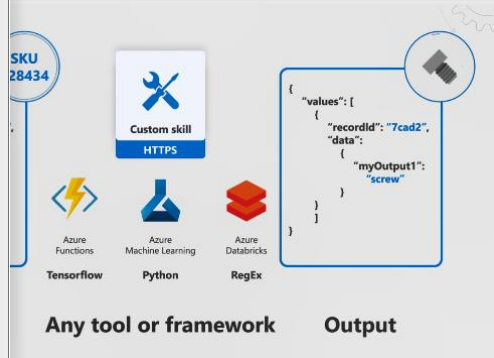 SKU
28434
Custom skill
HTTPS
Azure
Functions
Tensorflow
Azure
Machine Learning
Python
Azure
Databricks
RegEx
Any tool or framework
{
"values": [
{
"recordId": "7cad2",
"data":
{
"myOutput1":
"screw"
}
}
]
}
Output